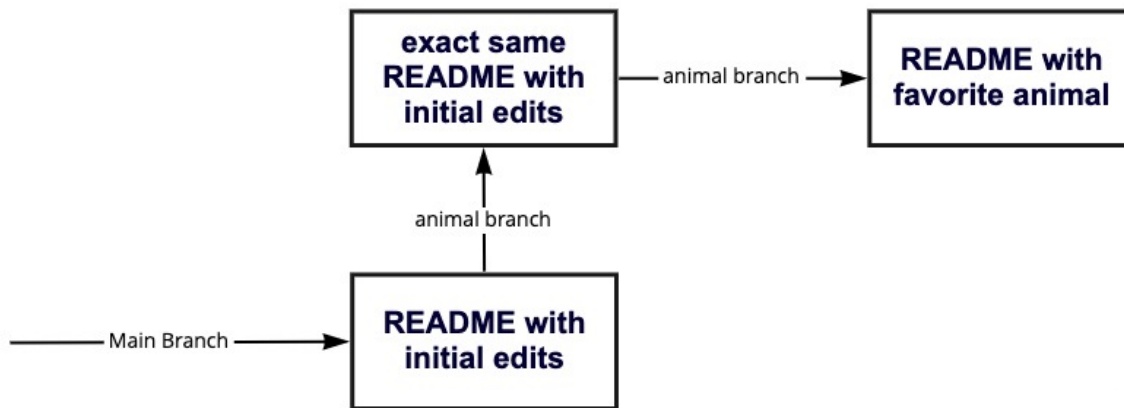 exact same
README with
initial edits
animal branch
README with
favorite animal
animal branch
Main Branch
README with
initial edits